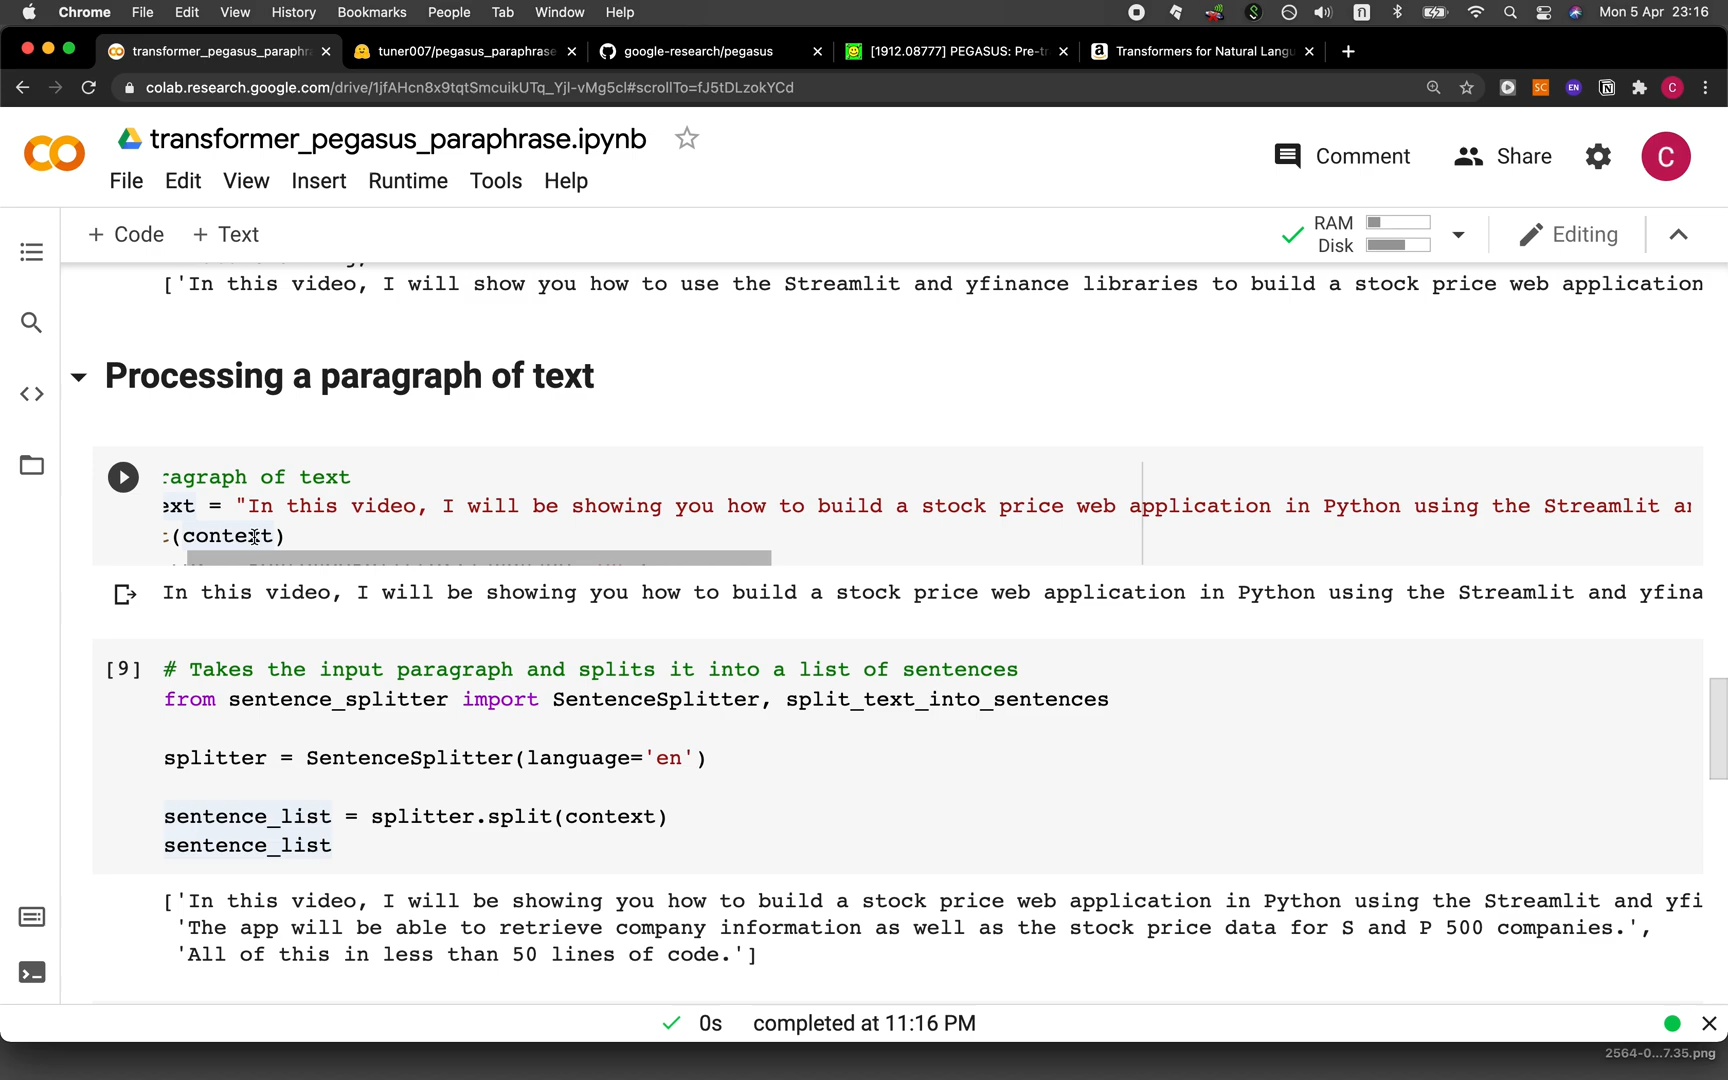 Chrome File Edit View History Bookmarks People Tab Window Help Mon 5 Apr 23:16
transformer_pegasus_paraphr tuner007/pegasus_paraphrase google-research/pegasus [1912.08777] PEGASUS: Pre-t Transformers for Natural Langu
colab.research.google.com/drive/1jfAHcn8x9tqtSmcuikUTq_Yjl-vMg5cl#scrollTo=fJ5tDLzokYCd
transformer_pegasus_paraphrase.ipynb
Comment Share C
File Edit View Insert Runtime Tools Help
+ Code + Text
RAM
Disk
Editing
['In this video, I will show you how to use the Streamlit and yfinance libraries to build a stock price web application
Processing a paragraph of text
ragraph of text
ext = "In this video, I will be showing you how to build a stock price web application in Python using the Streamlit a
t(context)
In this video, I will be showing you how to build a stock price web application in Python using the Streamlit and yfina
[9] # Takes the input paragraph and splits it into a list of sentences
from sentence_splitter import SentenceSplitter, split_text_into_sentences
splitter = SentenceSplitter(language='en')
sentence_list = splitter.split(context)
sentence_list
['In this video, I will be showing you how to build a stock price web application in Python using the Streamlit and yfi
'The app will be able to retrieve company information as well as the stock price data for S and P 500 companies.',
'All of this in less than 50 lines of code.']
0s completed at 11:16 PM
2564-0...7.35.png